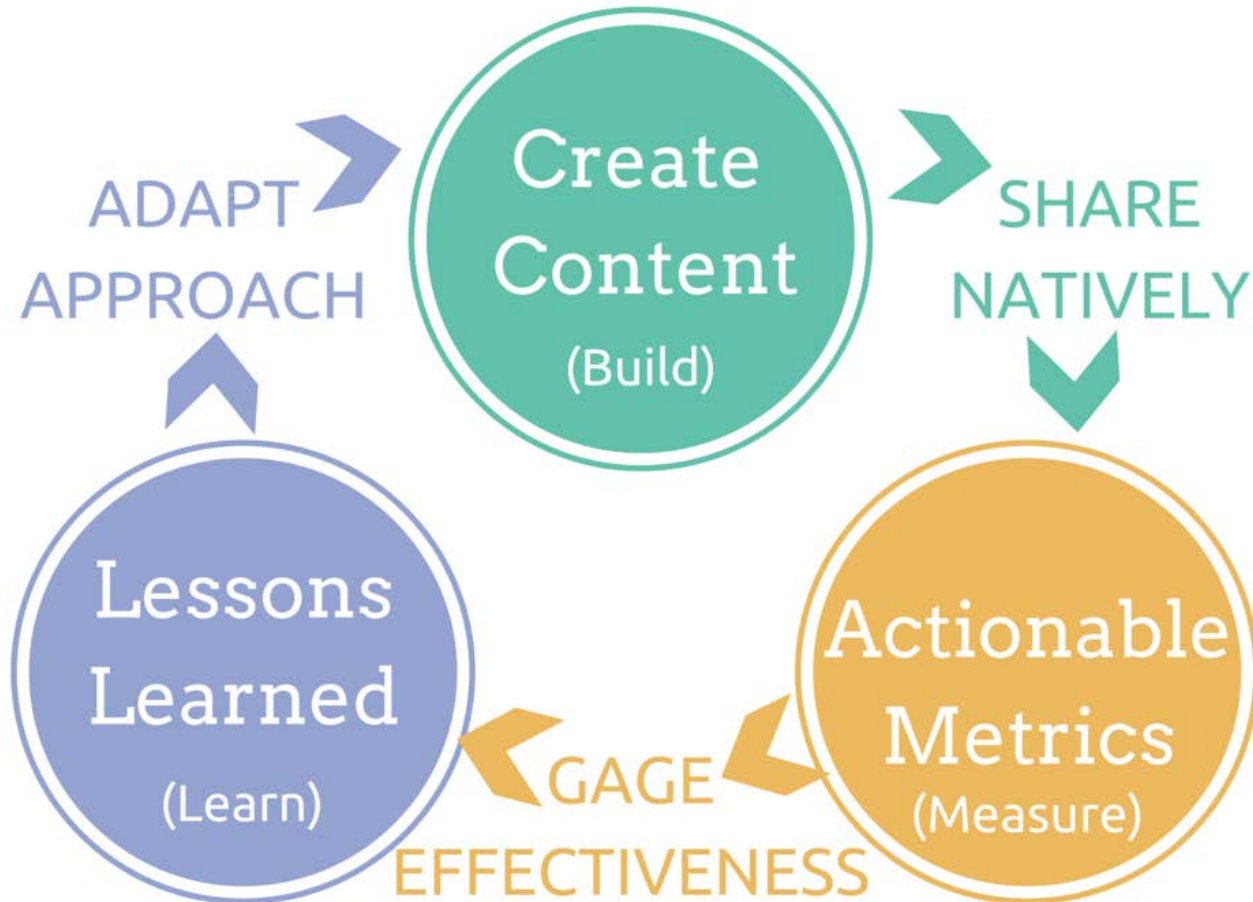 Create
Content
(Build)
SHARE
NATIVELY
Actionable
Metrics
(Measure)
GAGE
EFFECTIVENESS
Lessons
Learned
(Learn)
ADAPT
APPROACH